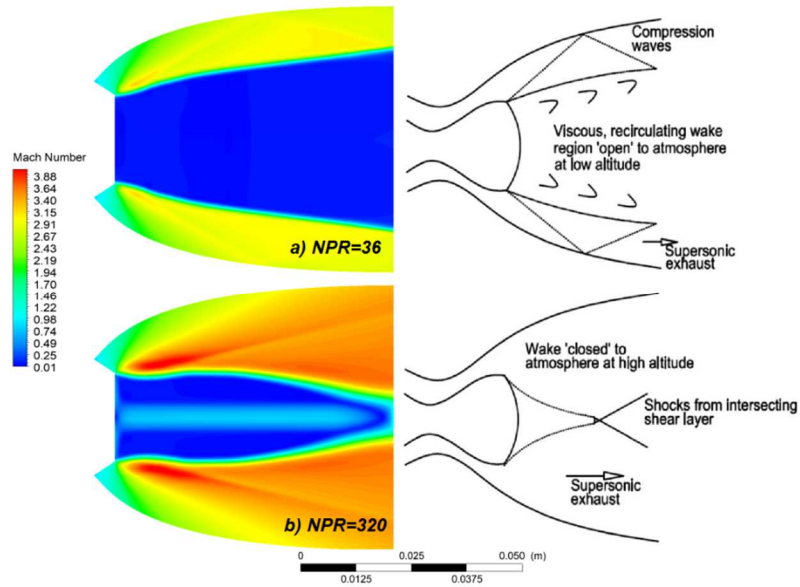 Mach Number
3.88
3.64
3.40
3.15
2.91
2.67
2.43
2.19
1.94
1.70
1.46
1.22
0.98
0.74
0.49
0.25
0.01
a) NPR=36
Compression
waves
Viscous, recirculating wake
region 'open' to atmosphere
at low altitude
Supersonic
exhaust
b) NPR=320
Wake 'closed' to
atmosphere at high altitude
Shocks from intersecting
shear layer
Supersonic
exhaust
0 0.025 0.050 (m)
0.0125 0.0375